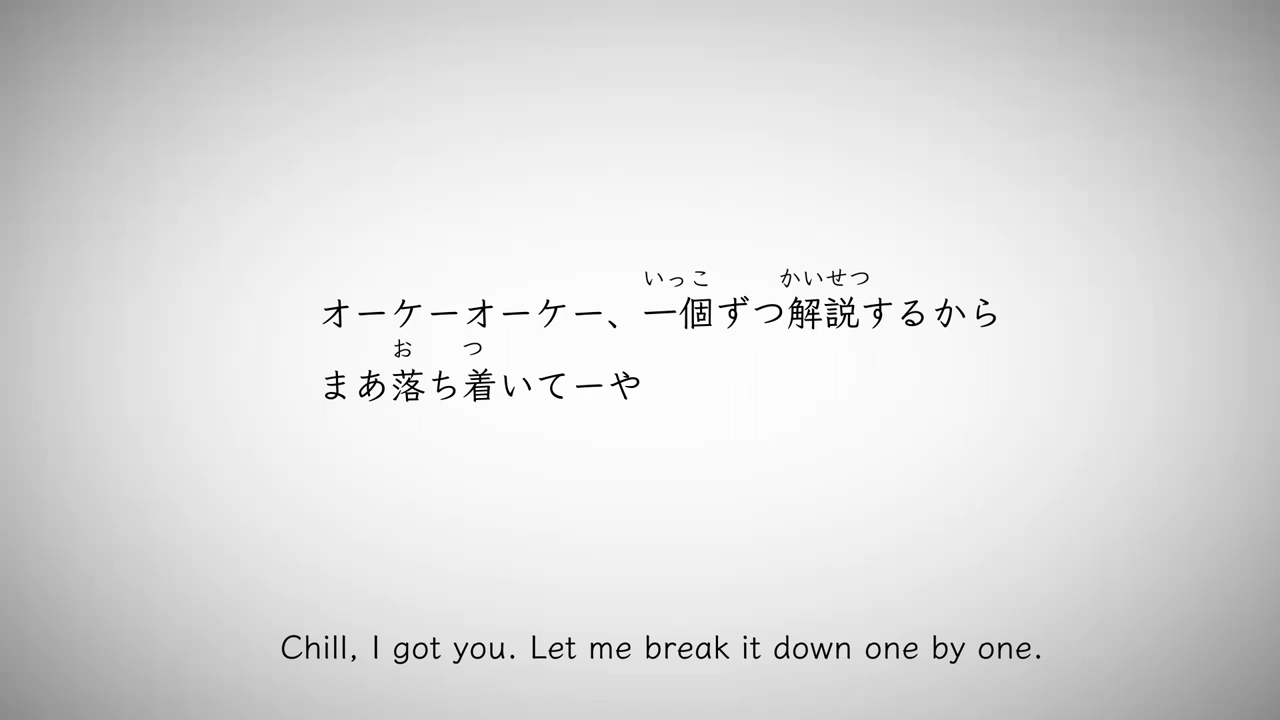 いっこ かいせつ
オーケーオーケー、一個ずつ解説するから
お つ
まあ落ち着いてーや
Chill, I got you. Let me break it down one by one.